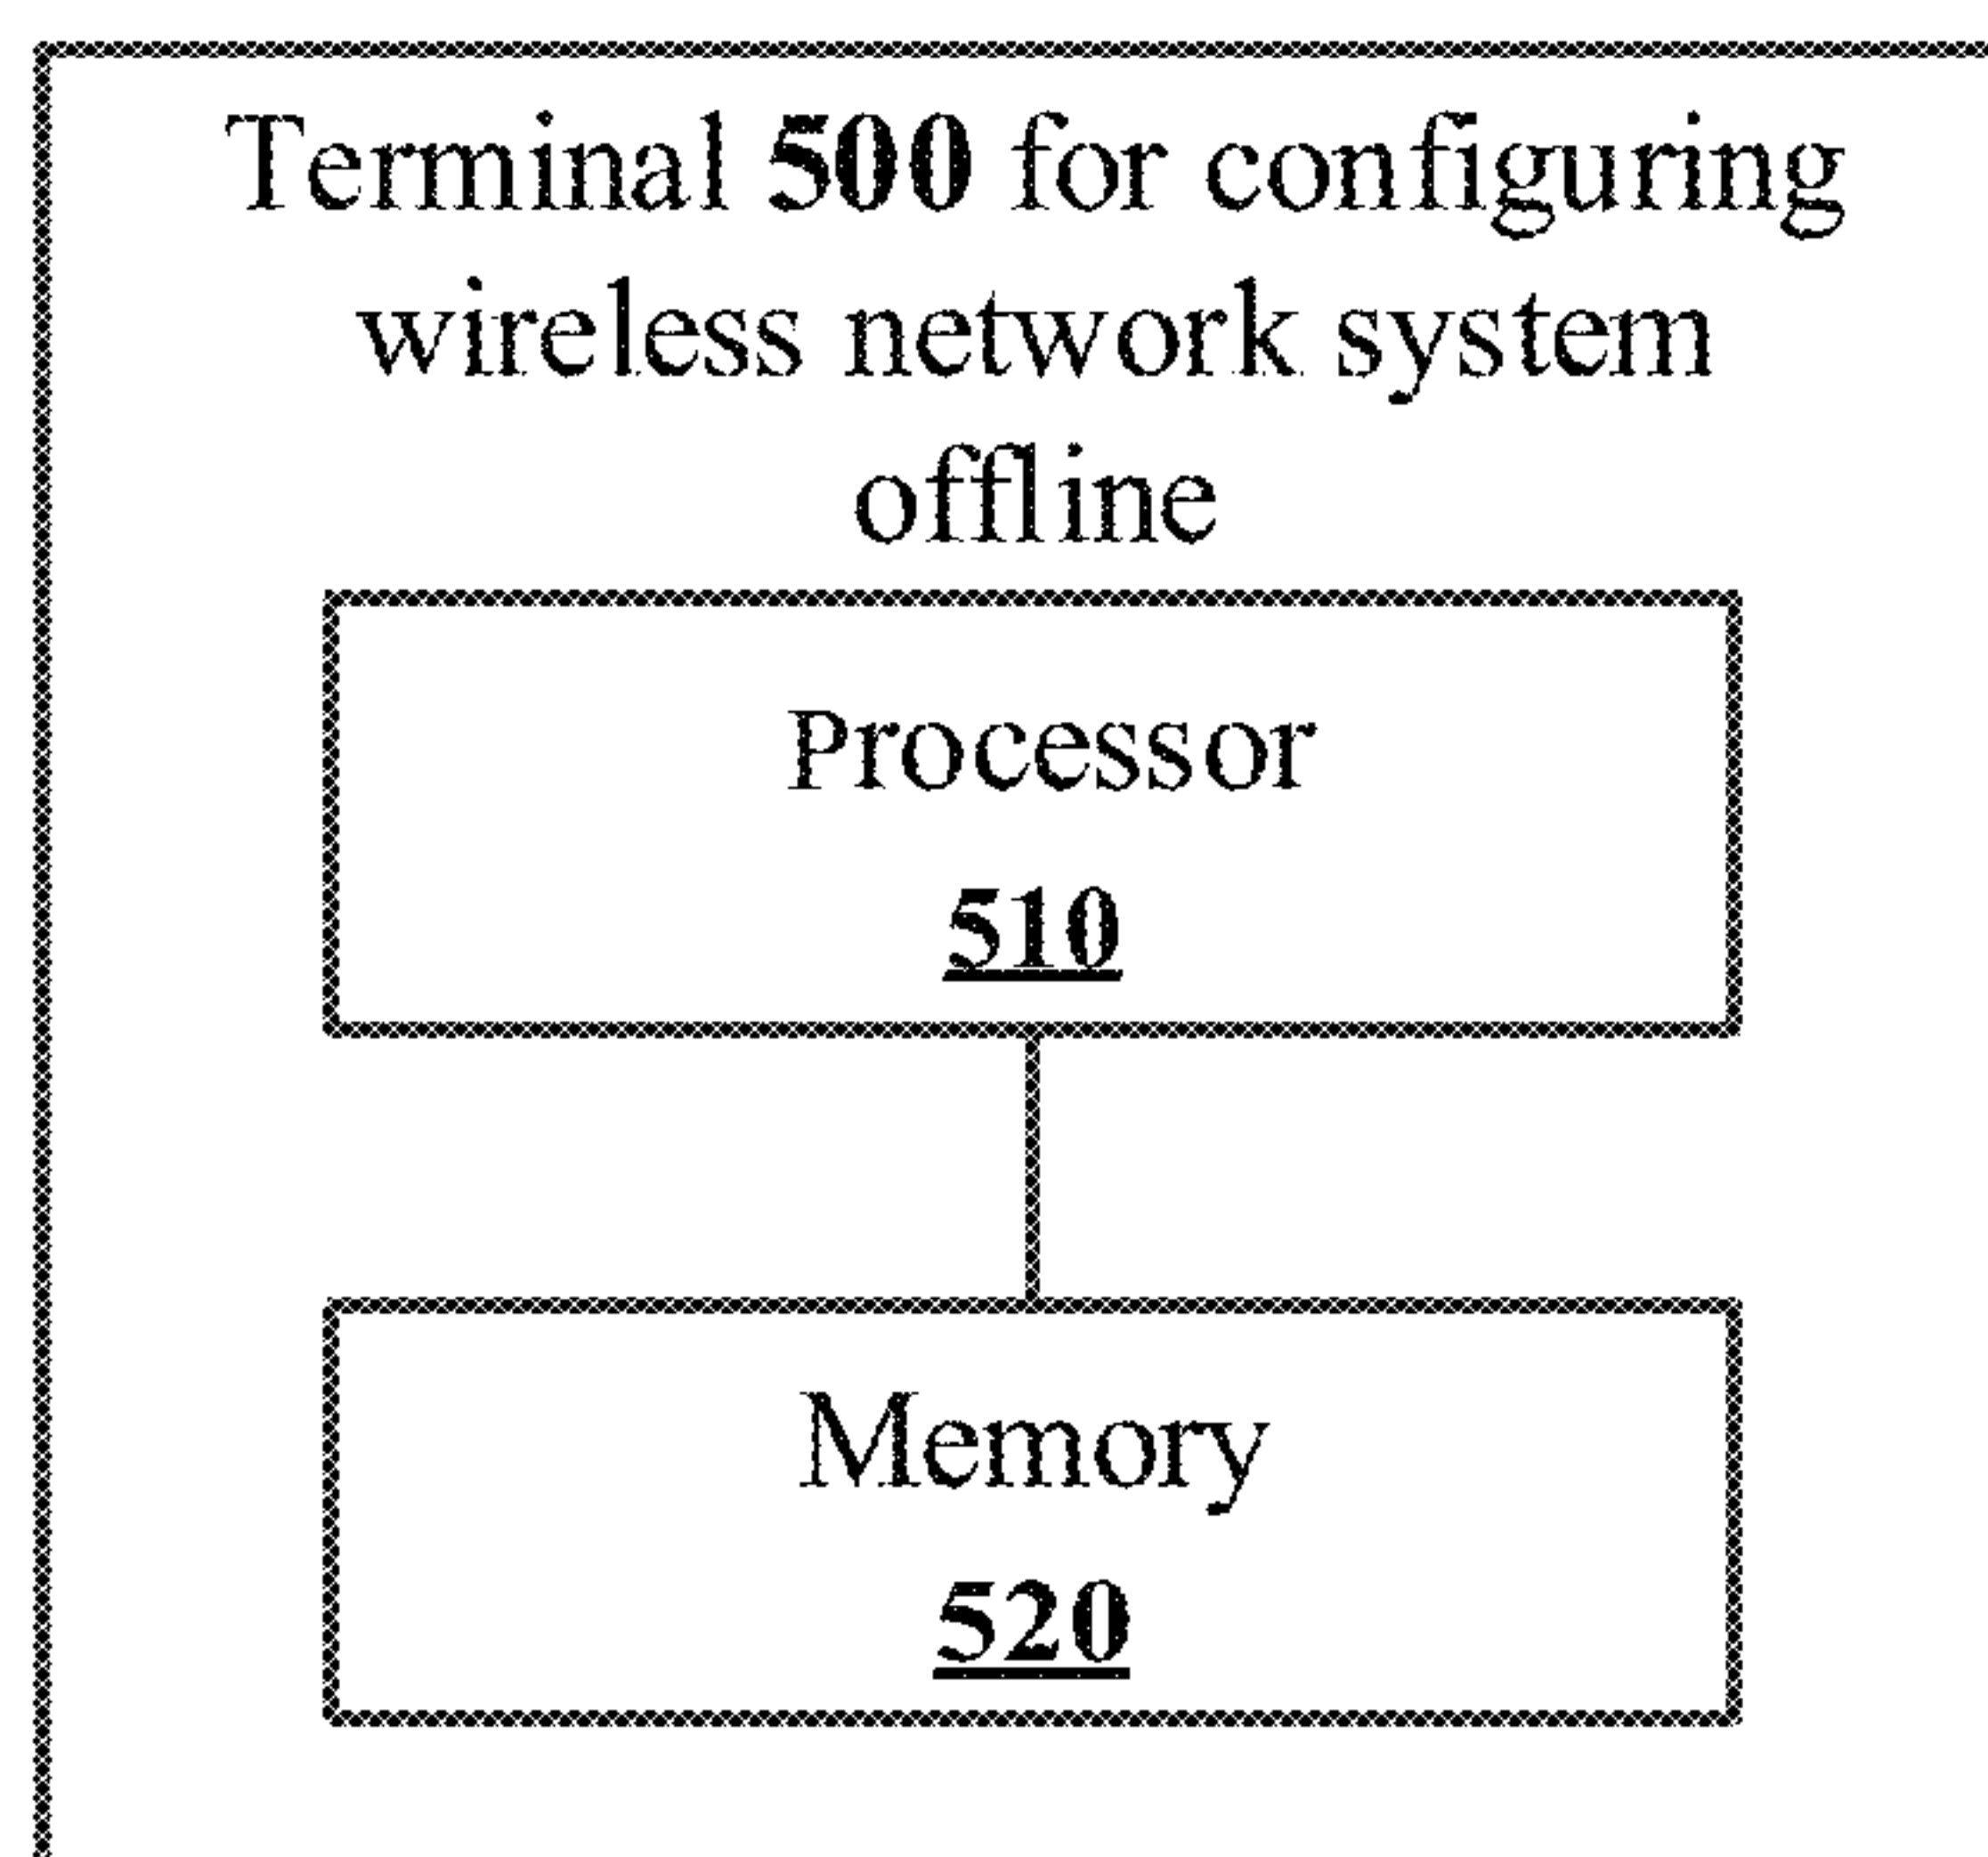 Terminal 500 for configuring
wireless network system
offline
Processor
510
Memory
520